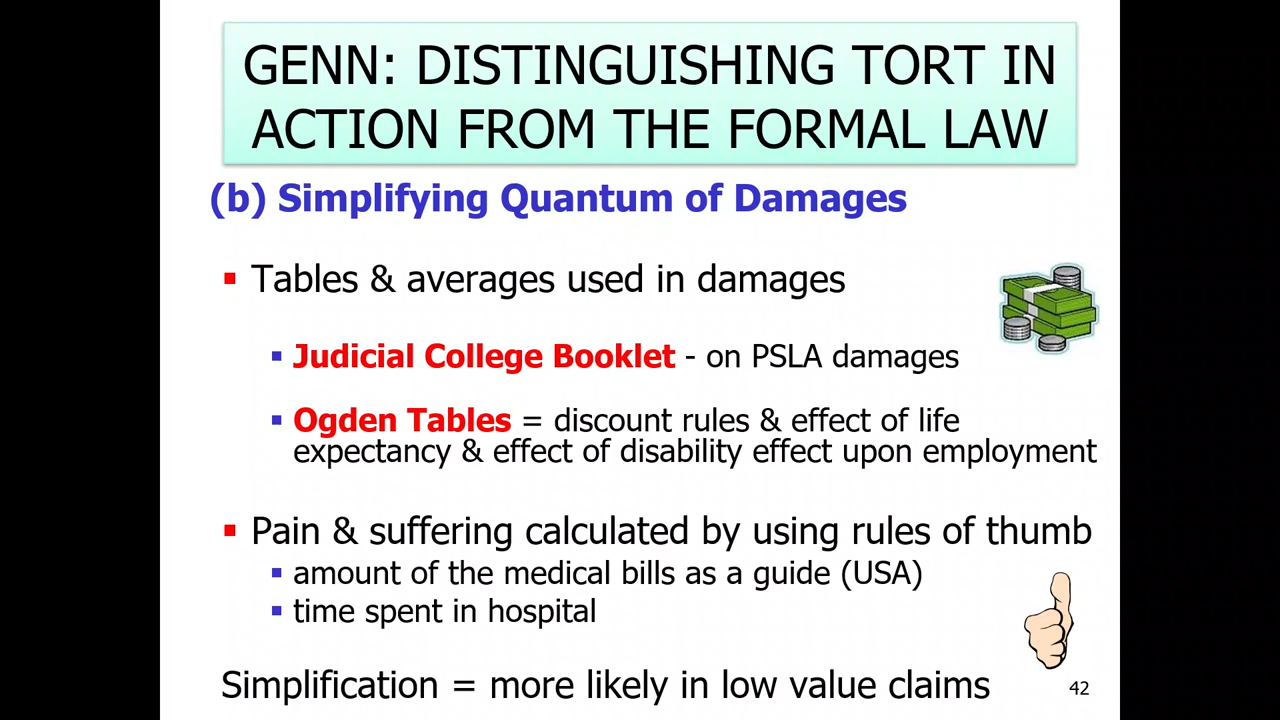 GENN: DISTINGUISHING TORT IN
ACTION FROM THE FORMAL LAW
(b) Simplifying Quantum of Damages
Tables & averages used in damages
Judicial College Booklet - on PSLA damages
Ogden Tables = discount rules & effect of life
expectancy & effect of disability effect upon employment
Pain & suffering calculated by using rules of thumb
amount of the medical bills as a guide (USA)
time spent in hospital
Simplification = more likely in low value claims
42